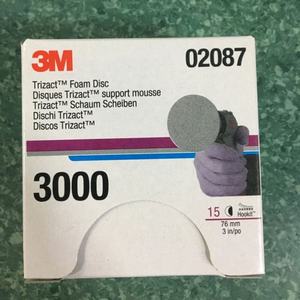 3M
02087
Trizact™ Foam Disc
Disques Trizact™ support mousse
Trizact™ Schaum Scheiben
Dischi Trizact™
Discos Trizact™
3000
15
Hookit™
76 mm
3 in/po